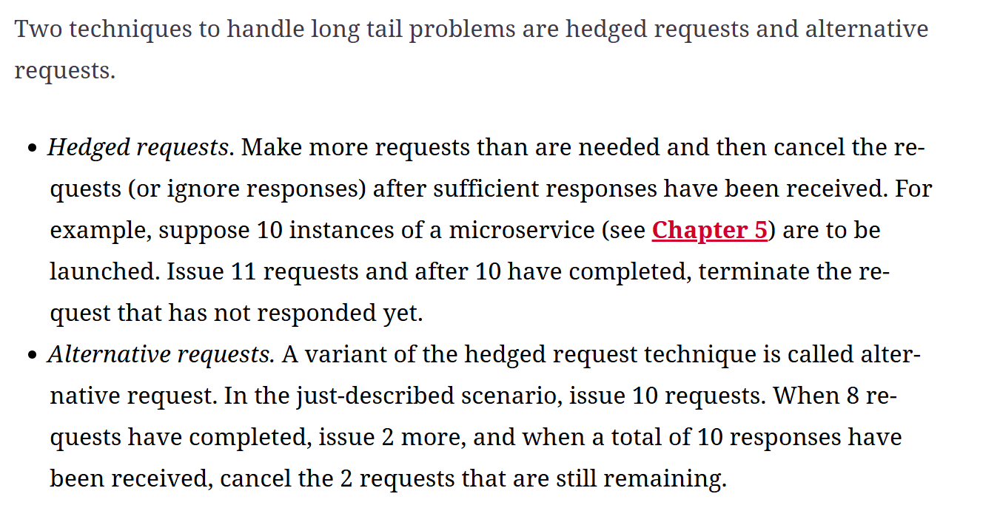 Two techniques to handle long tail problems are hedged requests and alternative
requests.
• Hedged requests. Make more requests than are needed and then cancel the re-
quests (or ignore responses) after sufficient responses have been received. For
example, suppose 10 instances of a microservice (see Chapter 5) are to be
launched. Issue 11 requests and after 10 have completed, terminate the re-
quest that has not responded yet.
• Alternative requests. A variant of the hedged request technique is called alter-
native request. In the just-described scenario, issue 10 requests. When 8 re-
quests have completed, issue 2 more, and when a total of 10 responses have
been received, cancel the 2 requests that are still remaining.